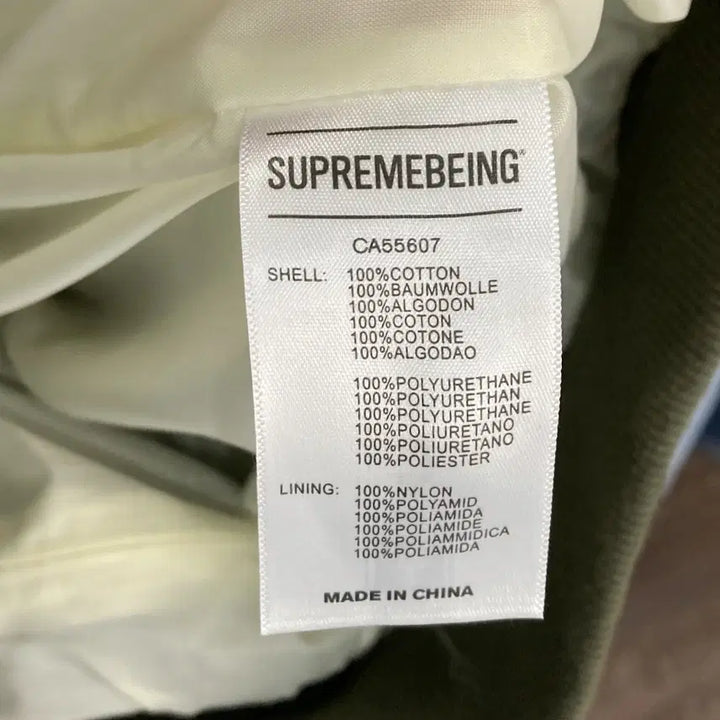 SUPREMEBEING®
CA55607
SHELL: 100%COTTON
100%BAUMWOLLE
100%ALGODON
100%COTON
100%COTONE
100%ALGODAO
100%POLYURETHANE
100%POLYURETHAN
100%POLYURETHANE
100%POLIURETANO
100%POLIURETANO
100%POLIESTER
LINING: 100%NYLON
100%POLYAMID
100%POLIAMIDA
100%POLIAMIDE
100%POLIAMMIDICA
100%POLIAMIDA
MADE IN CHINA